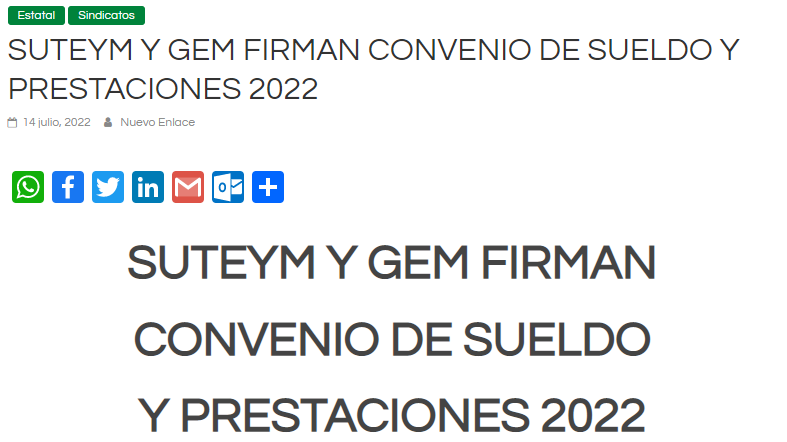 Estatal Sindicatos
SUTEYM Y GEM FIRMAN CONVENIO DE SUELDO Y
PRESTACIONES 2022
14 julio, 2022 Nuevo Enlace
SUTEYM Y GEM FIRMAN
CONVENIO DE SUELDO
Y PRESTACIONES 2022